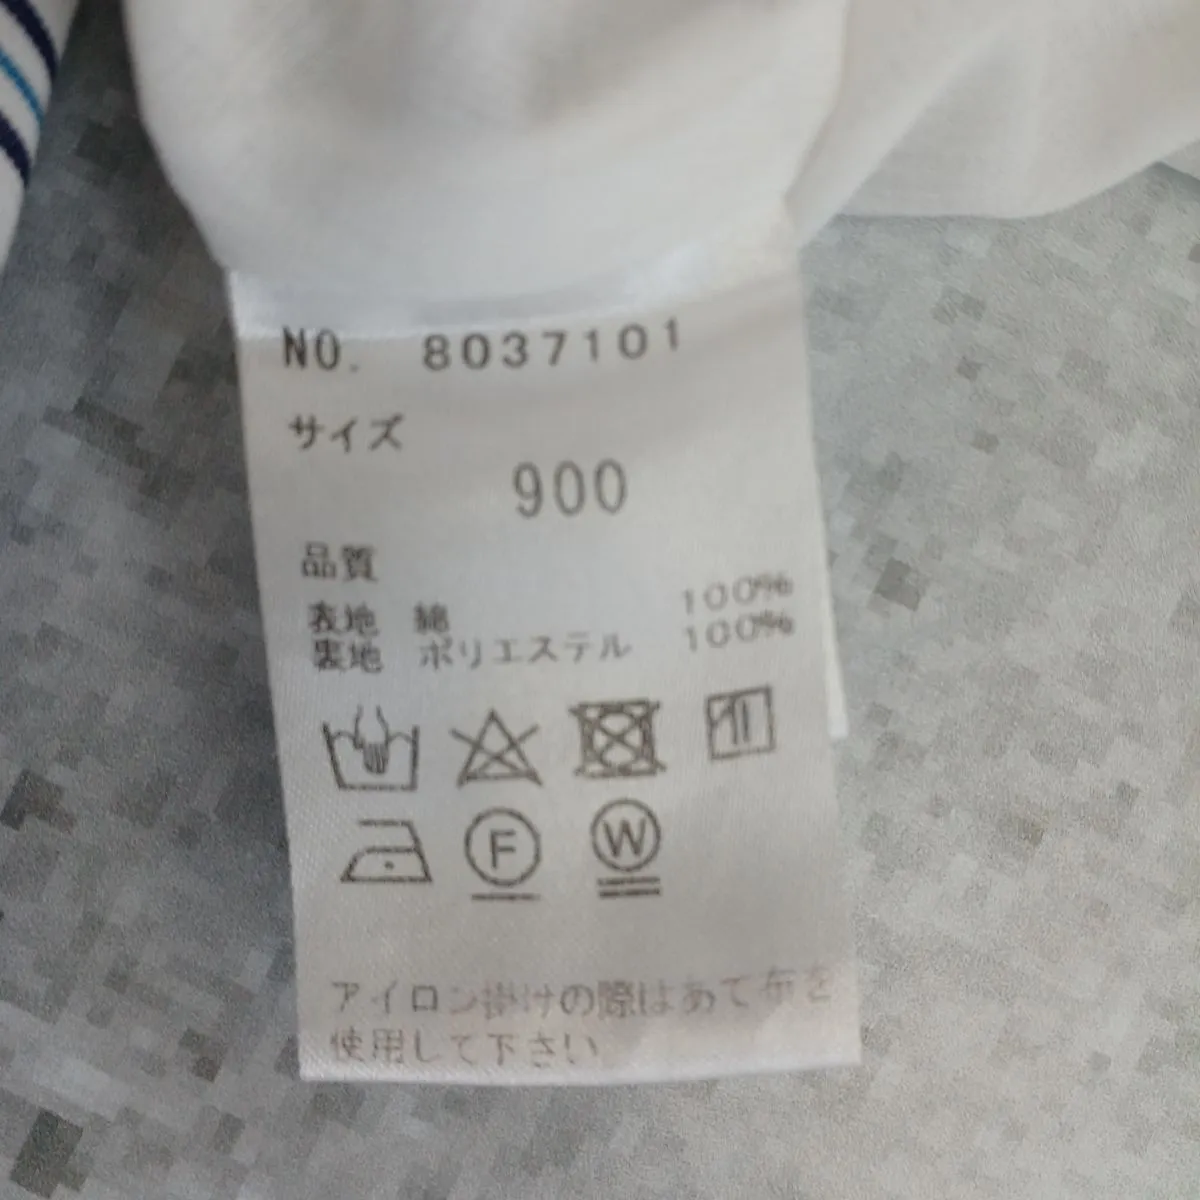 NO. 8037101
サイズ
900
品質
表地 綿 100%
裏地 ポリエステル 100%
F
W
アイロン掛けの際はあて布を
使用して下さい